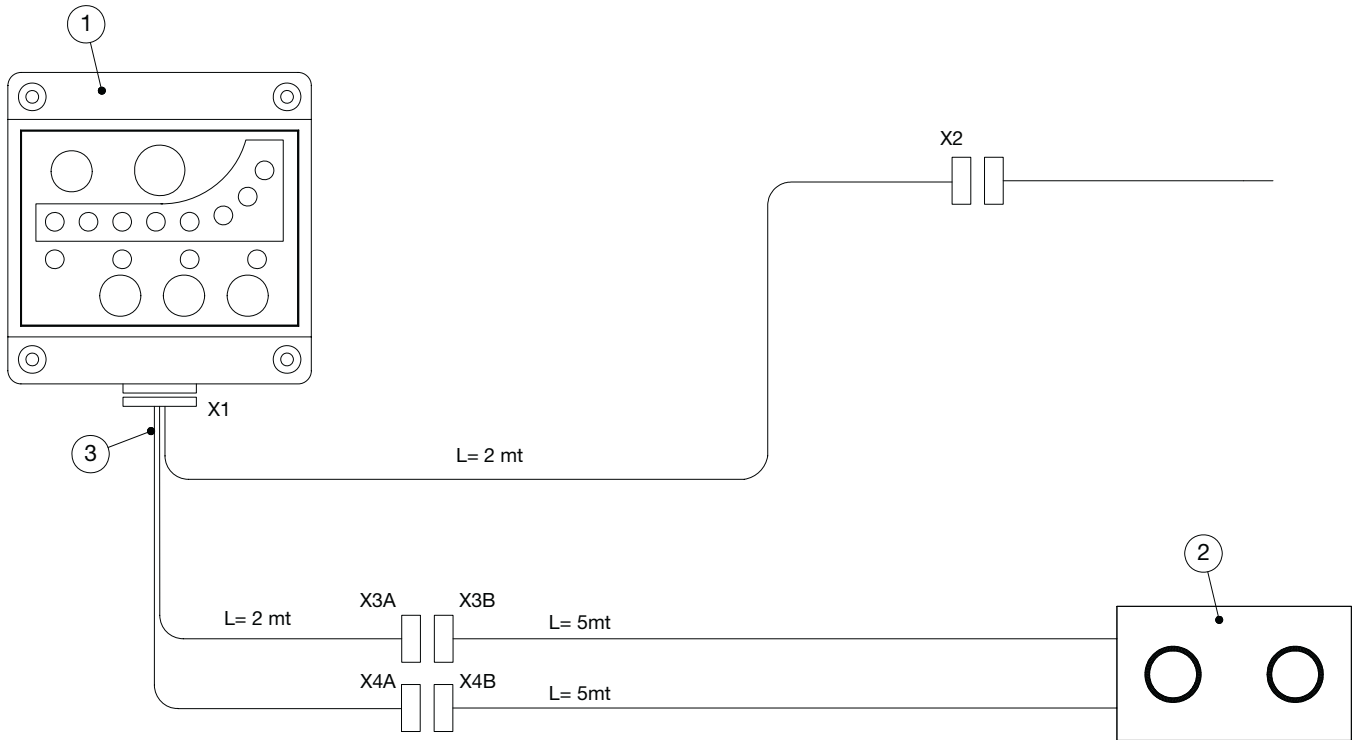 1
X2
X1
3
L= 2 mt
2
X3A X3B
L= 2 mt L= 5mt
X4A X4B
L= 5mt